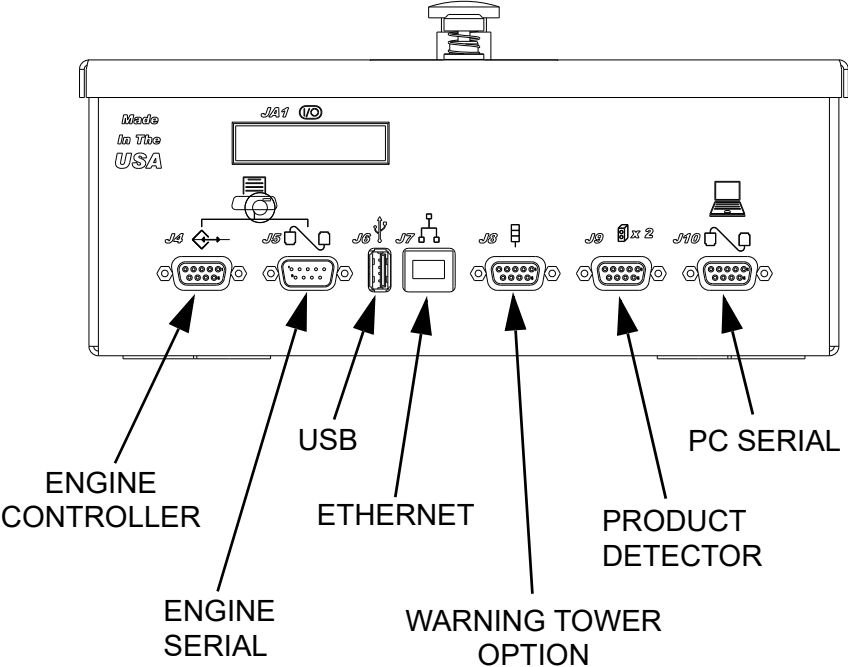 Made
In The
USA
JA1 I/O
J4
J5
J6
J7
J8
J9
x 2
J10
USB
PC SERIAL
ENGINE
CONTROLLER
ETHERNET
PRODUCT
DETECTOR
ENGINE
SERIAL
WARNING TOWER
OPTION